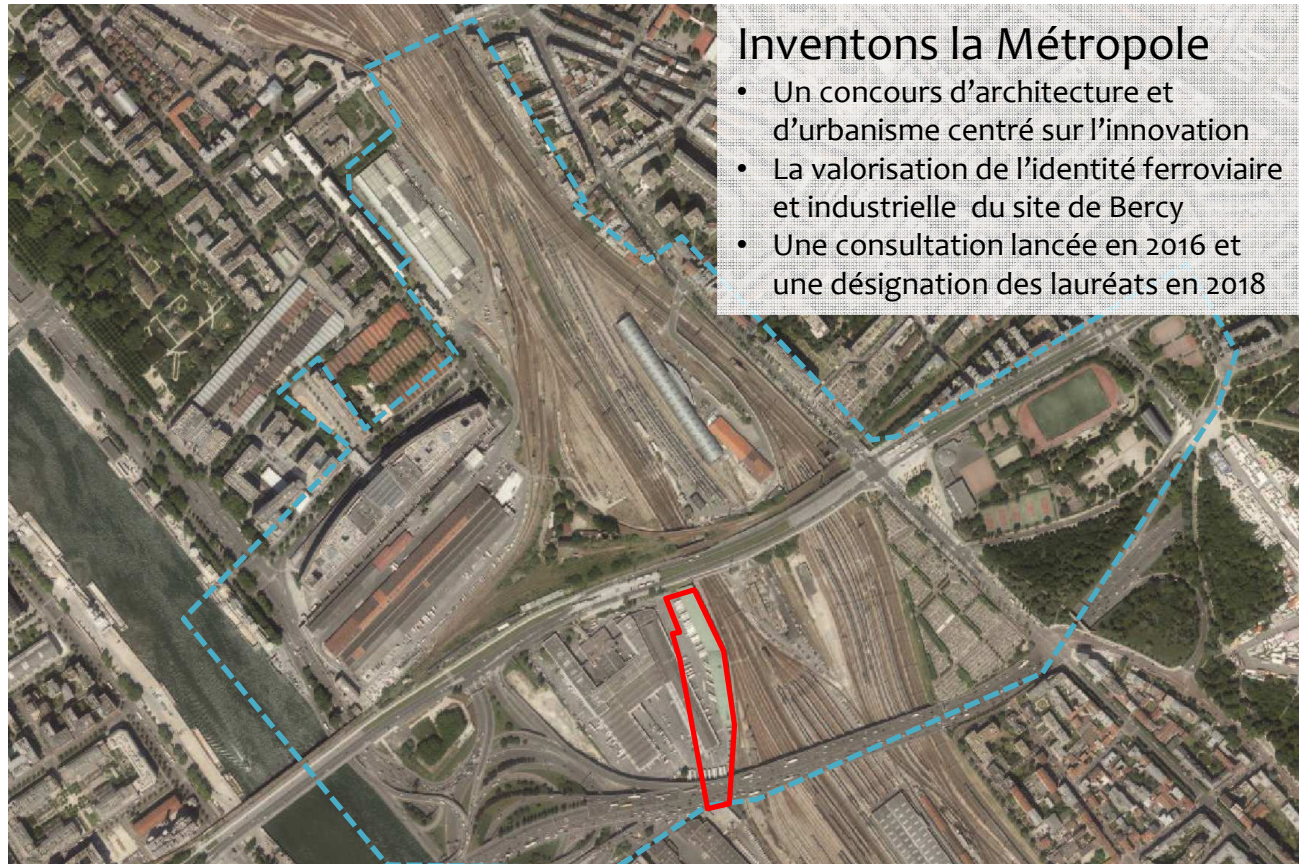 Inventons la Métropole
• Un concours d’architecture et
d’urbanisme centré sur l’innovation
• La valorisation de l’identité ferroviaire
et industrielle du site de Bercy
• Une consultation lancée en 2016 et
une désignation des lauréats en 2018